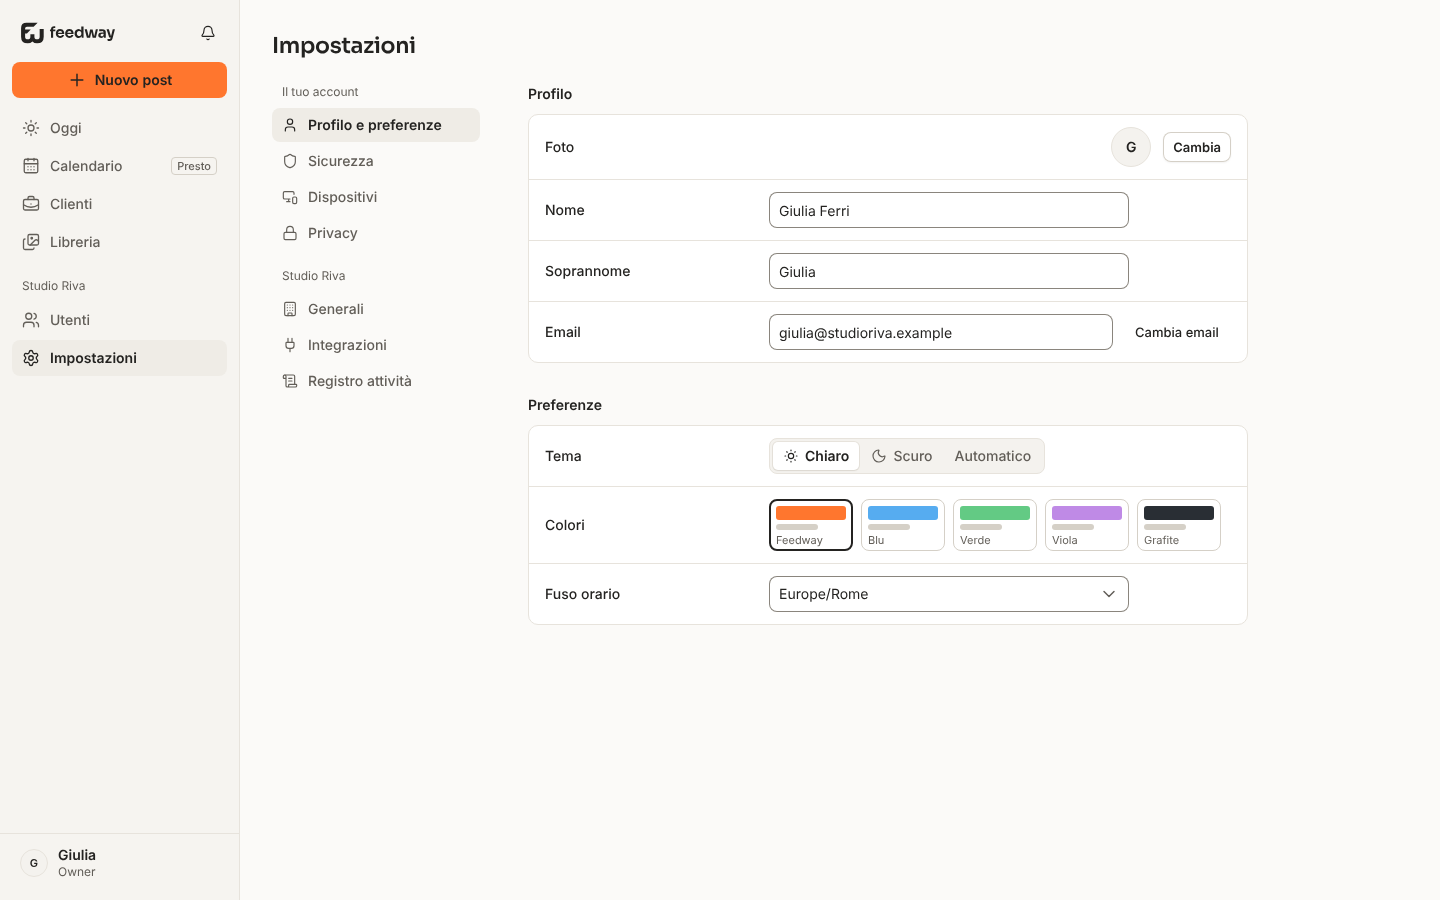 feedway
Nuovo post
Oggi
Calendario Presto
Clienti
Libreria
Studio Riva
Utenti
Impostazioni
G
Giulia
Owner
Impostazioni
Il tuo account
Profilo e preferenze
Sicurezza
Dispositivi
Privacy
Studio Riva
Generali
Integrazioni
Registro attività
Profilo
Foto G Cambia
Nome Giulia Ferri
Soprannome Giulia
Email giulia@studioriva.example Cambia email
Preferenze
Tema Chiaro Scuro Automatico
Colori Feedway Blu Verde Viola Grafite
Fuso orario Europe/Rome